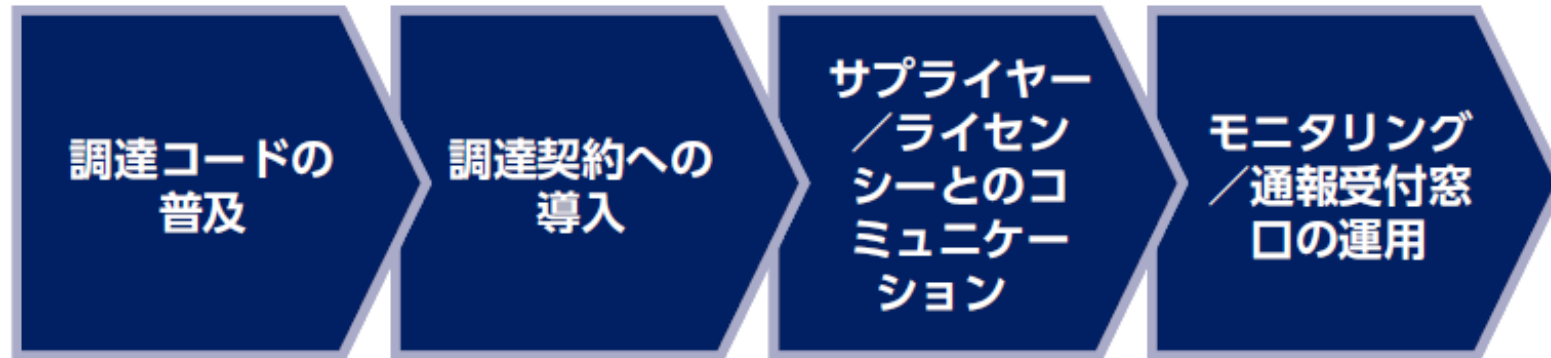 調達コードの
普及
調達契約への
導入
サプライヤー
／ライセン
シーとのコ
ミュニケー
ション
モニタリング
／通報受付窓
口の運用